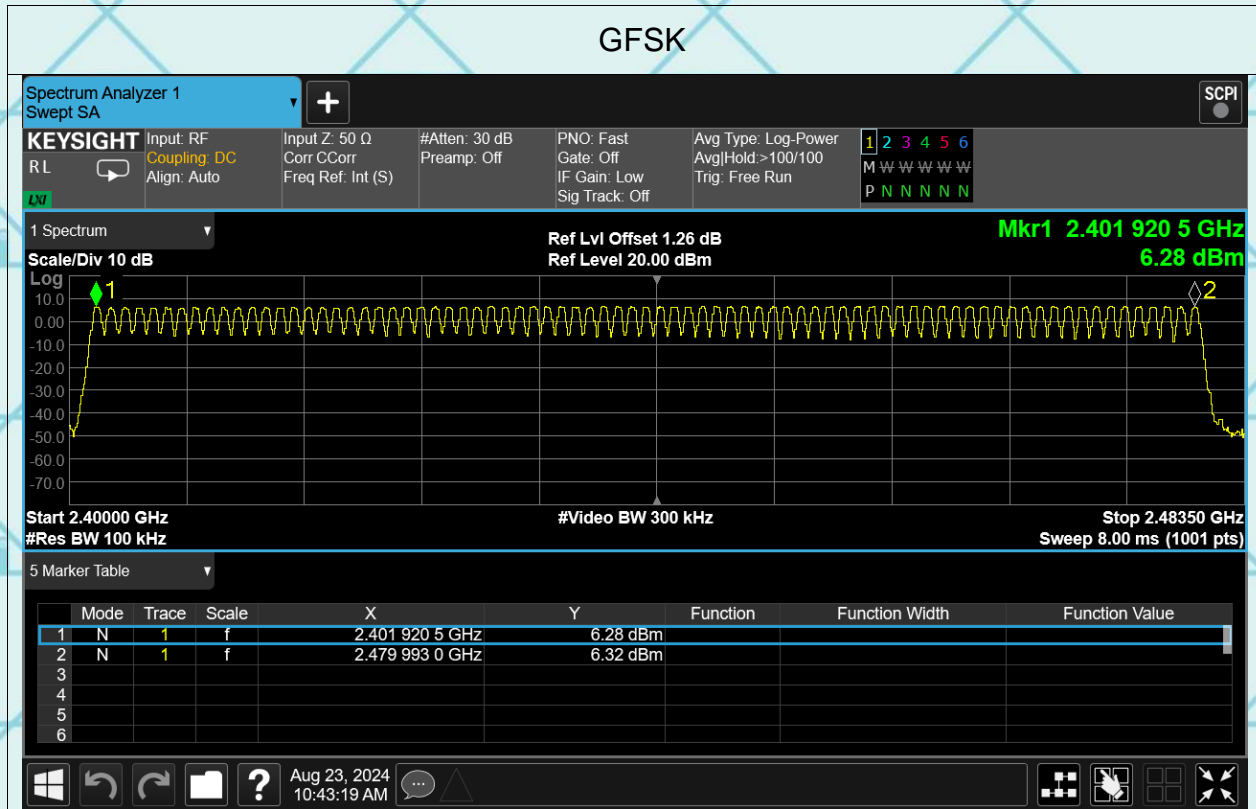 GFSK
Spectrum Analyzer 1
Swept SA
SCPI
KEYSIGHT Input: RF Input Z: 50 Ω #Atten: 30 dB PNO: Fast Avg Type: Log-Power 1 2 3 4 5 6
RL Coupling: DC Corr CCorr Preamp: Off Gate: Off Avg|Hold:>100/100 M W W W W W
Align: Auto Freq Ref: Int (S) IF Gain: Low Trig: Free Run P N N N N N
LXI Sig Track: Off
1 Spectrum Ref Lvl Offset 1.26 dB Mkr1 2.401 920 5 GHz
Scale/Div 10 dB Ref Level 20.00 dBm 6.28 dBm
Log
1 2
10.0
0.00
-10.0
-20.0
-30.0
-40.0
-50.0
-60.0
-70.0
Start 2.40000 GHz #Video BW 300 kHz Stop 2.48350 GHz
#Res BW 100 kHz Sweep 8.00 ms (1001 pts)
5 Marker Table
Mode Trace Scale X Y Function Function Width Function Value
1 N 1 f 2.401 920 5 GHz 6.28 dBm
2 N 1 f 2.479 993 0 GHz 6.32 dBm
3
4
5
6
? Aug 23, 2024
10:43:19 AM